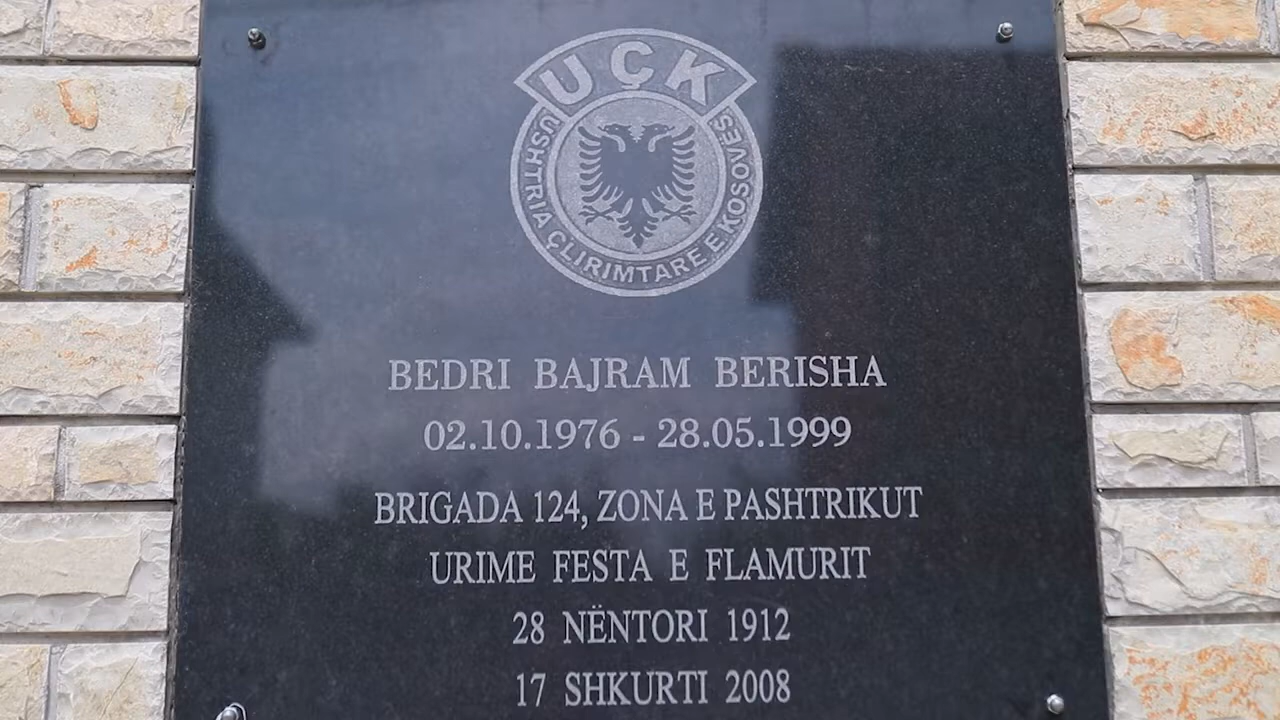 UÇK
USHTRIA ÇLIRIMTARE E KOSOVËS
BEDRI BAJRAM BERISHA
02.10.1976 - 28.05.1999
BRIGADA 124, ZONA E PASHTRIKUT
URIME FESTA E FLAMURIT
28 NËNTORI 1912
17 SHKURTI 2008